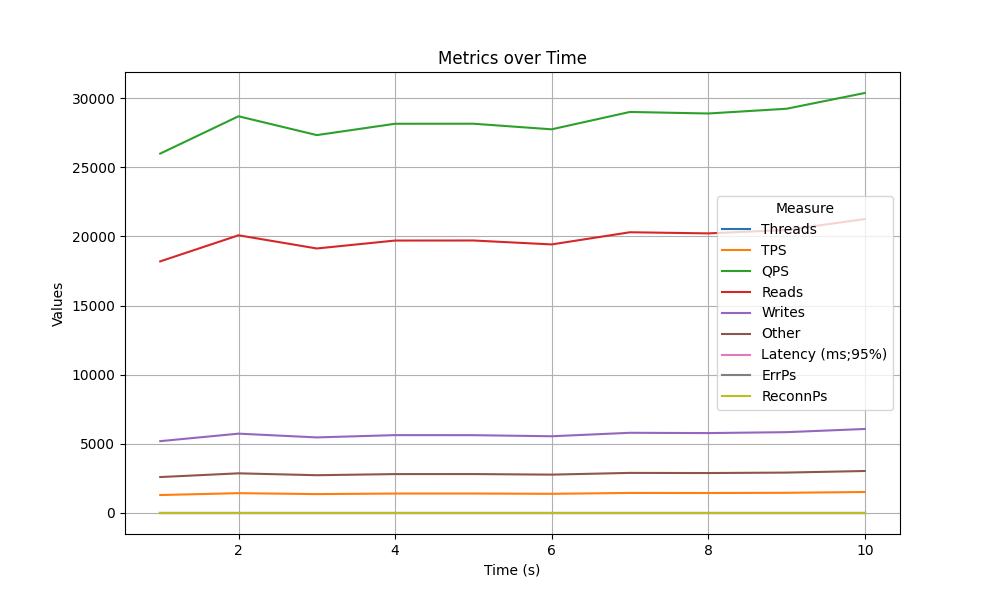 Metrics over Time
30000
25000
20000
15000
10000
5000
0
Values
2
4
6
8
10
Time (s)
Measure
Threads
TPS
QPS
Reads
Writes
Other
Latency (ms;95%)
ErrPs
ReconnPs